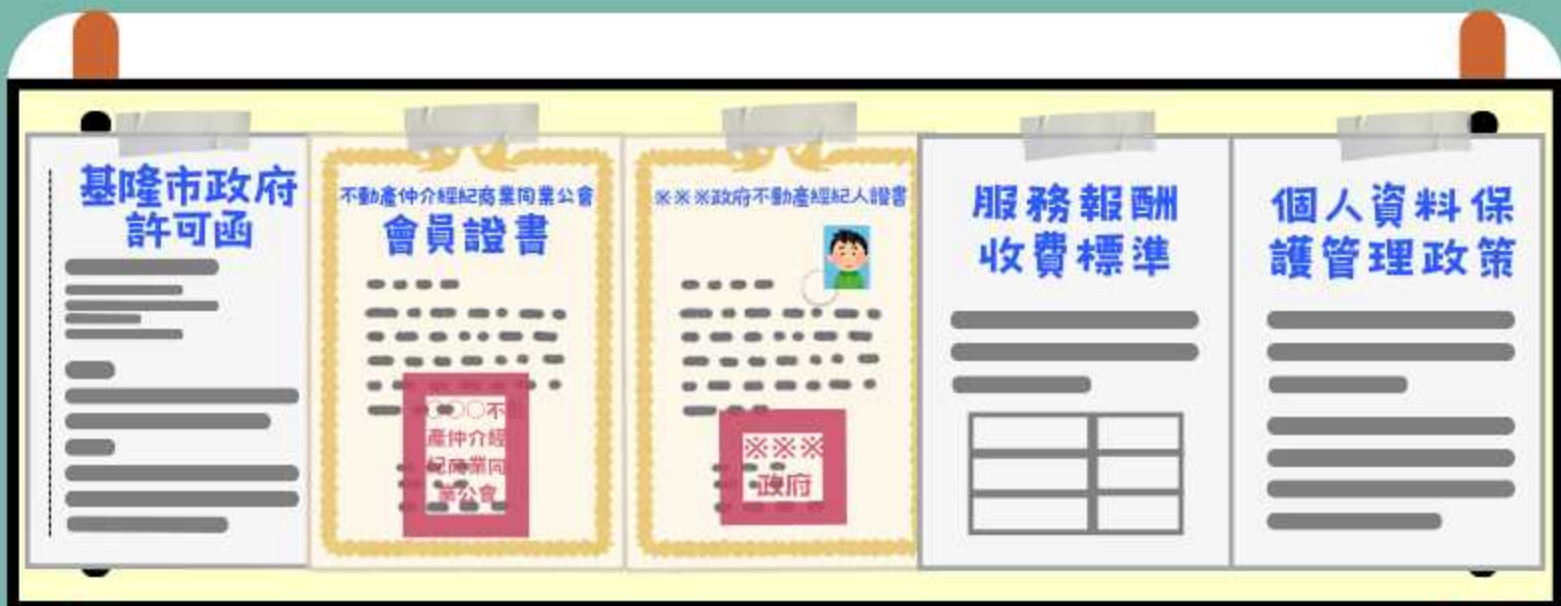 基隆市政府
許可函
不動產仲介經紀商業同業公會
會員證書
○○○不動
產仲介經
紀商業同
業公會
※※※政府不動產經紀人證書
※※※
政府
服務報酬
收費標準
個人資料保
護管理政策